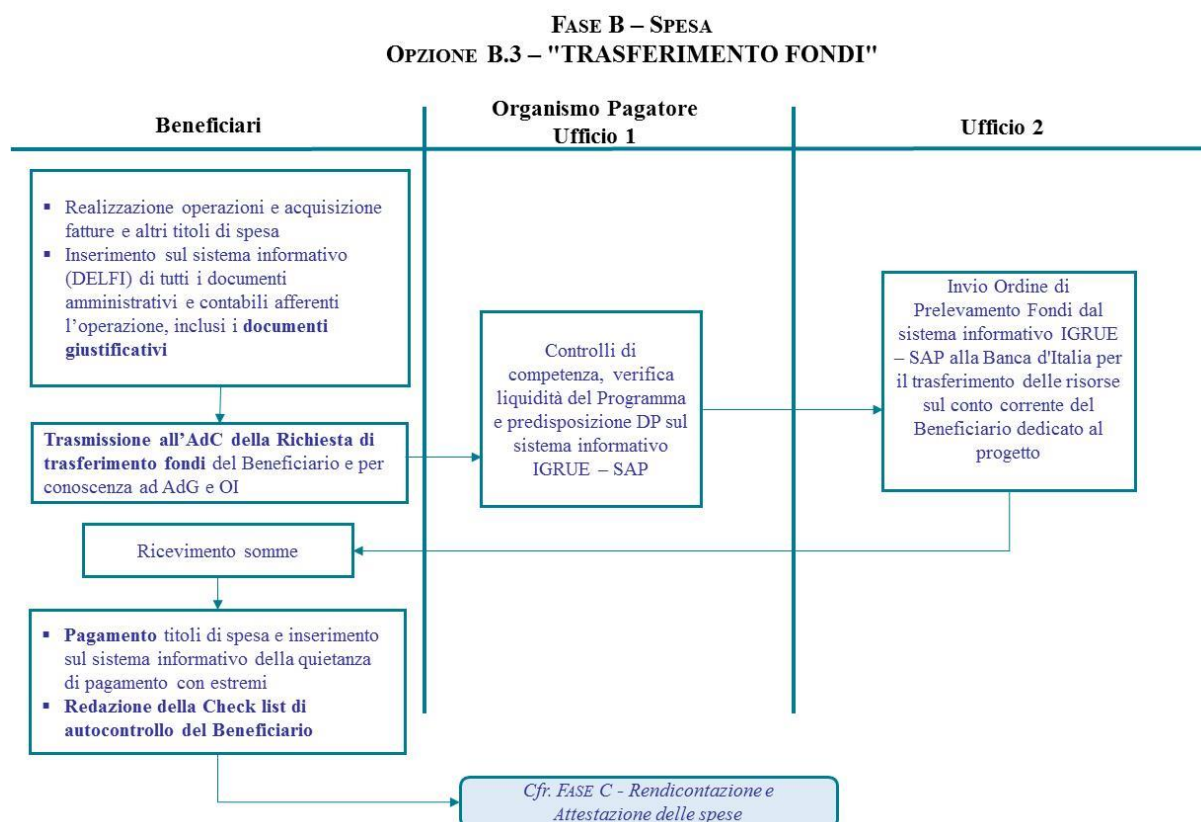 FASE B – SPESA
OPZIONE B.3 – "TRASFERIMENTO FONDI"
Beneficiari
Organismo Pagatore
Ufficio 1
Ufficio 2
▪ Realizzazione operazioni e acquisizione
fatture e altri titoli di spesa
▪ Inserimento sul sistema informativo
(DELFI) di tutti i documenti
amministrativi e contabili afferenti
l’operazione, inclusi i documenti
giustificativi
Trasmissione all’AdC della Richiesta di
trasferimento fondi del Beneficiario e per
conoscenza ad AdG e OI
Controlli di
competenza, verifica
liquidità del Programma
e predisposizione DP sul
sistema informativo
IGRUE – SAP
Invio Ordine di
Prelevamento Fondi dal
sistema informativo IGRUE
– SAP alla Banca d'Italia per
il trasferimento delle risorse
sul conto corrente del
Beneficiario dedicato al
progetto
Ricevimento somme
▪ Pagamento titoli di spesa e inserimento
sul sistema informativo della quietanza
di pagamento con estremi
▪ Redazione della Check list di
autocontrollo del Beneficiario
Cfr. FASE C - Rendicontazione e
Attestazione delle spese